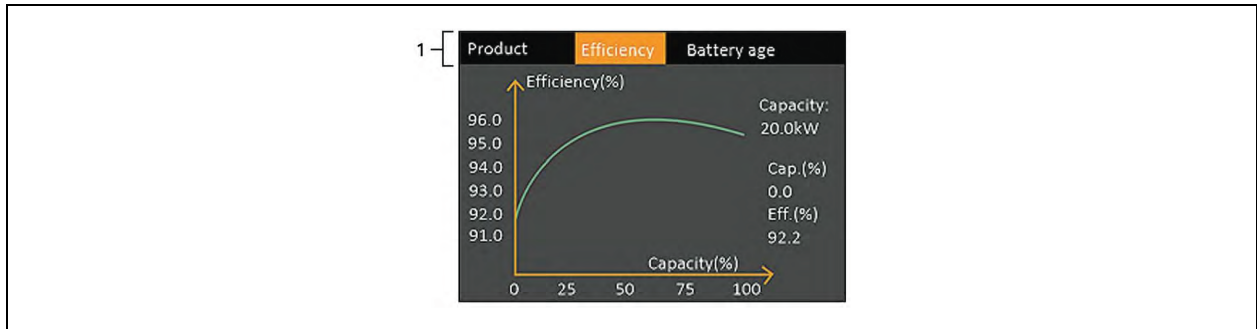 1
Product Efficiency Battery age
Efficiency(%)
96.0
95.0
94.0
93.0
92.0
91.0
Capacity:
20.0kW
Cap.(%)
0.0
Eff.(%)
92.2
Capacity(%)
0 25 50 75 100